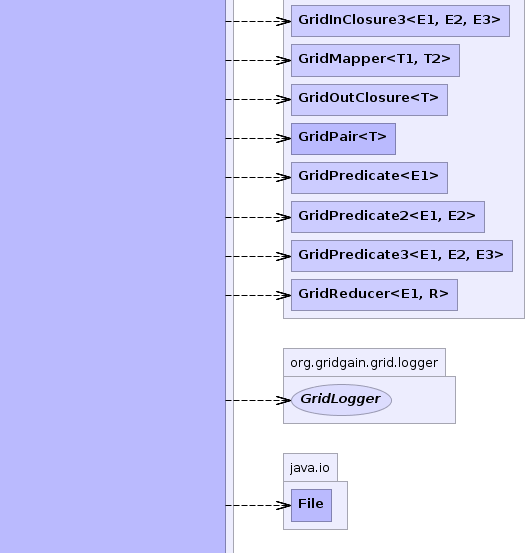 GridInClosure3<E1, E2, E3>
GridMapper<T1, T2>
GridOutClosure<T>
GridPair<T>
GridPredicate<E1>
GridPredicate2<E1, E2>
GridPredicate3<E1, E2, E3>
GridReducer<E1, R>
org.gridgain.grid.logger
GridLogger
java.io
File